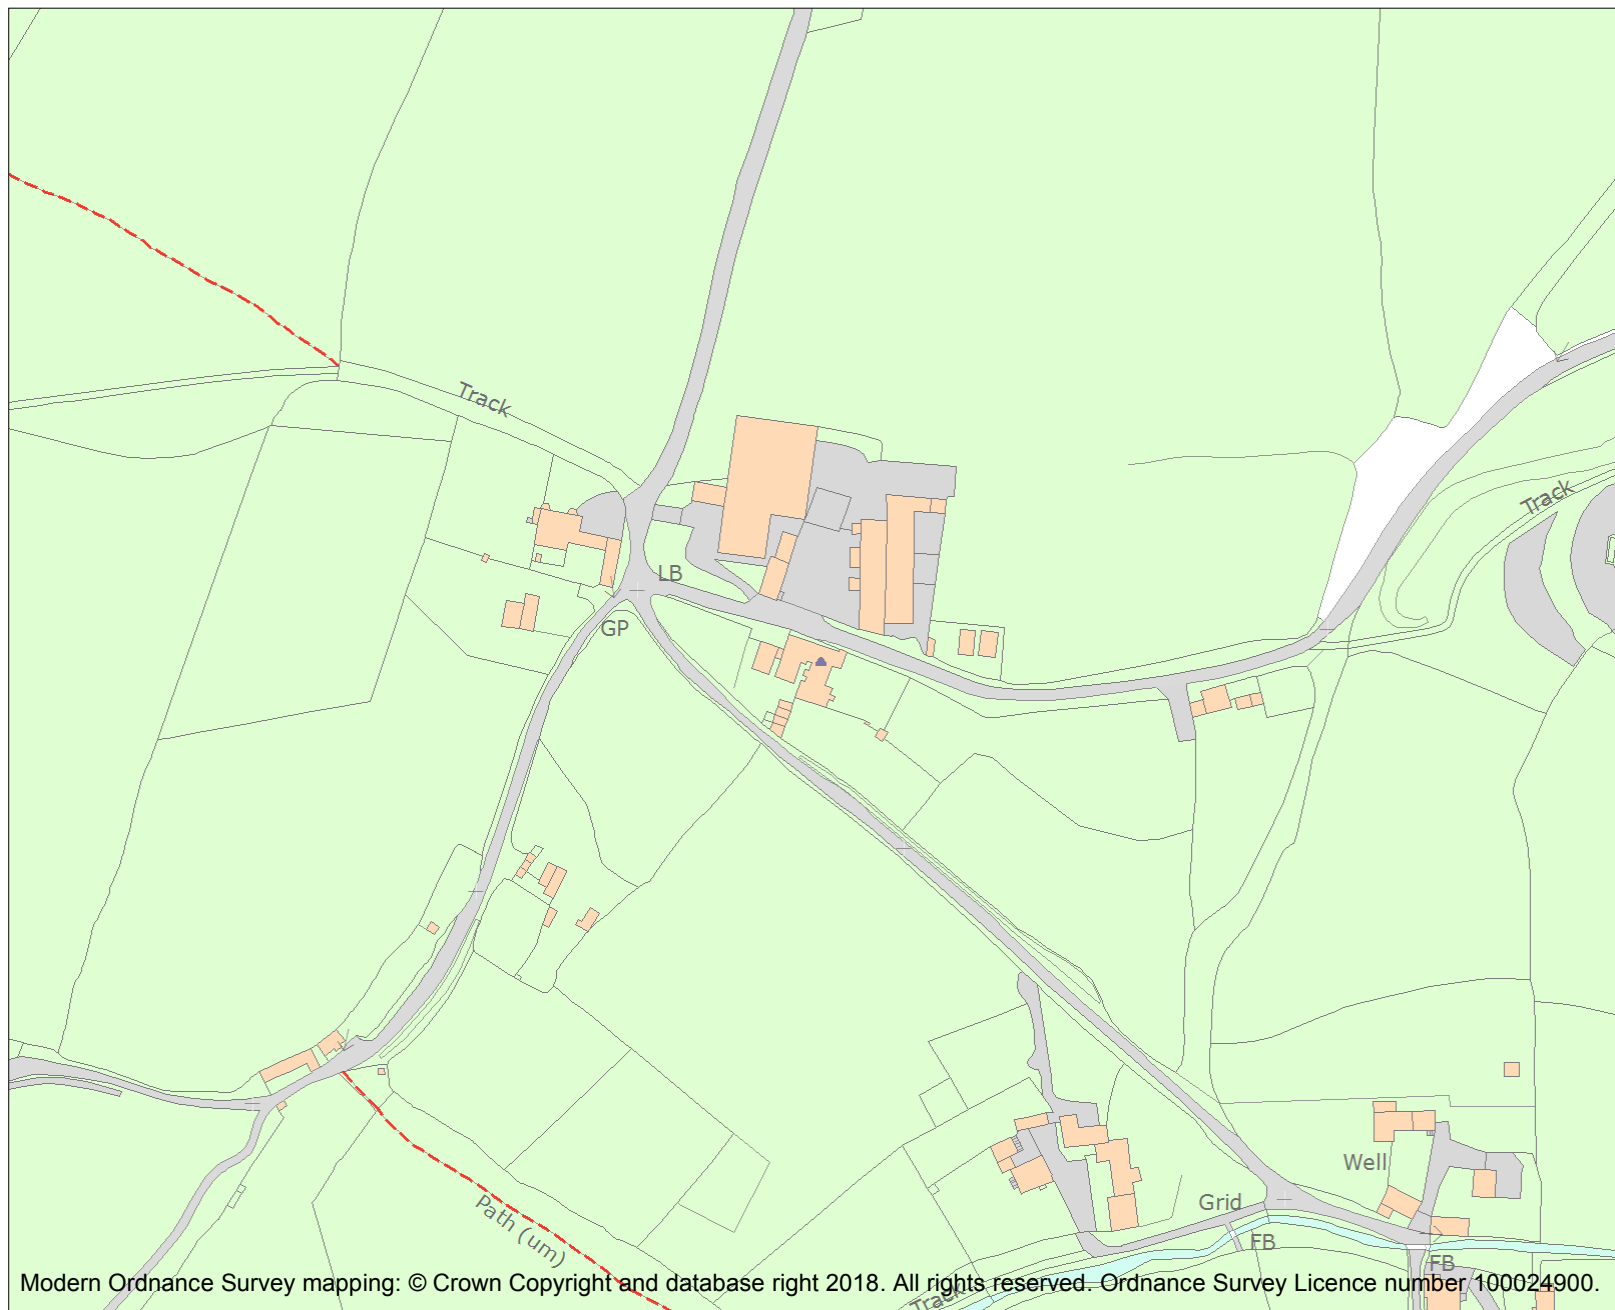 Track
LB
GP
Track
Well
Grid
Path (um)
FB
FB
Track
Modern Ordnance Survey mapping: © Crown Copyright and database right 2018. All rights reserved. Ordnance Survey Licence number 100024900.